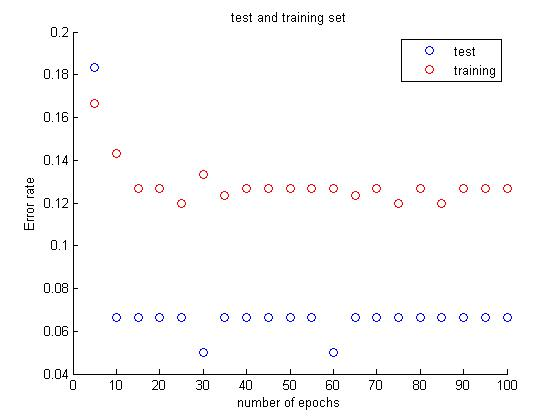 test and training set
test
training
Error rate
0.2
0.18
0.16
0.14
0.12
0.1
0.08
0.06
0.04
0 10 20 30 40 50 60 70 80 90 100
number of epochs